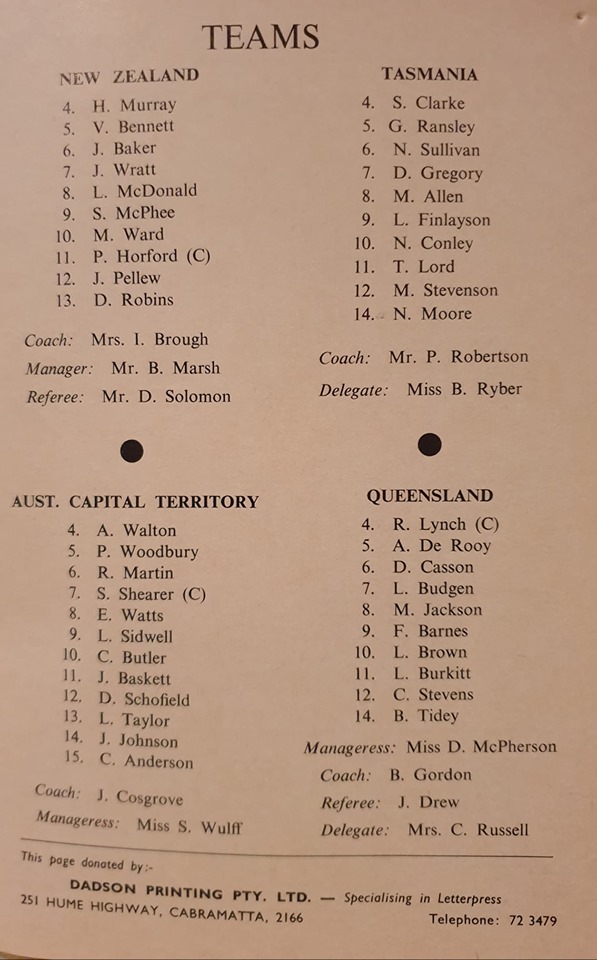 TEAMS
NEW ZEALAND
4. H. Murray
5. V. Bennett
6. J. Baker
7. J. Wratt
8. L. McDonald
9. S. McPhee
10. M. Ward
11. P. Horford (C)
12. J. Pellew
13. D. Robins
Coach: Mrs. I. Brough
Manager: Mr. B. Marsh
Referee: Mr. D. Solomon
TASMANIA
4. S. Clarke
5. G. Ransley
6. N. Sullivan
7. D. Gregory
8. M. Allen
9. L. Finlayson
10. N. Conley
11. T. Lord
12. M. Stevenson
14. N. Moore
Coach: Mr. P. Robertson
Delegate: Miss B. Ryber
AUST. CAPITAL TERRITORY
4. A. Walton
5. P. Woodbury
6. R. Martin
7. S. Shearer (C)
8. E. Watts
9. L. Sidwell
10. C. Butler
11. J. Baskett
12. D. Schofield
13. L. Taylor
14. J. Johnson
15. C. Anderson
Coach: J. Cosgrove
Manageress: Miss S. Wulff
QUEENSLAND
4. R. Lynch (C)
5. A. De Rooy
6. D. Casson
7. L. Budgen
8. M. Jackson
9. F. Barnes
10. L. Brown
11. L. Burkitt
12. C. Stevens
14. B. Tidey
Manageress: Miss D. McPherson
Coach: B. Gordon
Referee: J. Drew
Delegate: Mrs. C. Russell
This page donated by:-
DADSON PRINTING PTY. LTD. — Specialising in Letterpress
251 HUME HIGHWAY, CABRAMATTA, 2166 Telephone: 72 3479